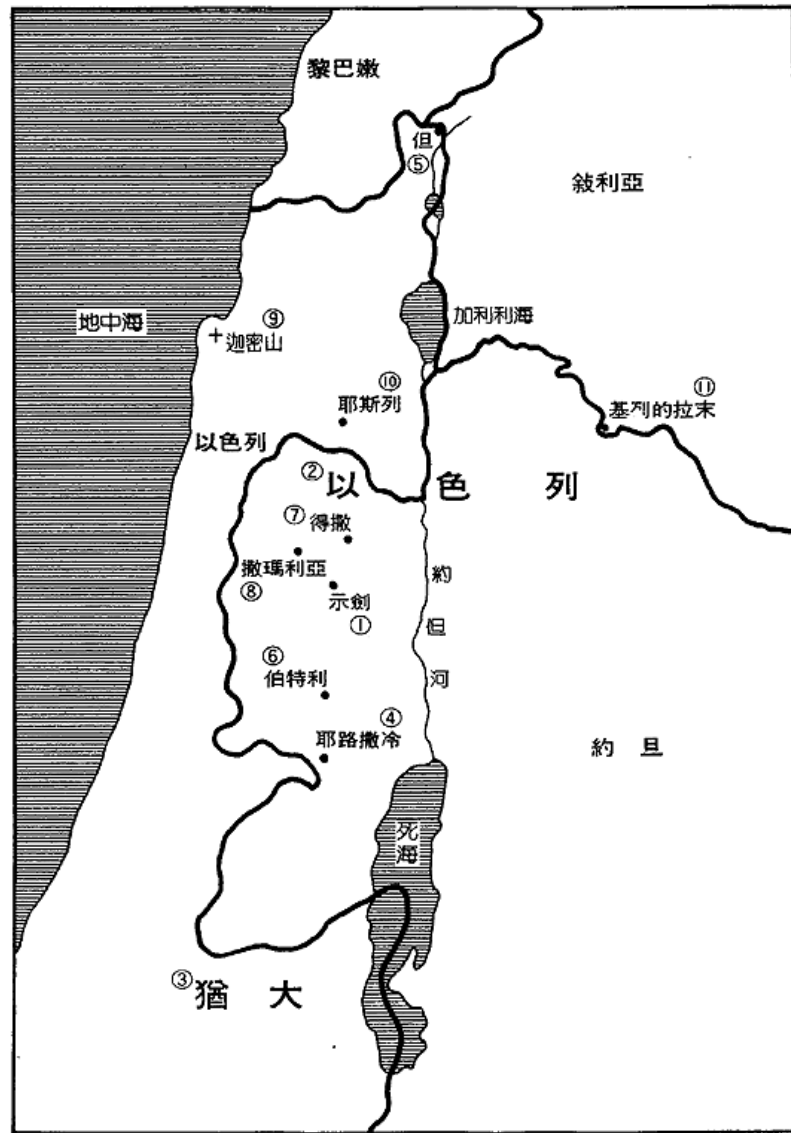 黎巴嫩
但
⑤
敍利亞
地中海
⑨
迦密山
加利利海
⑩
耶斯列
⑪
基列的拉末
以色列
②以色列
⑦得撒
撒瑪利亞
⑧
示劍
①
約但河
⑥
伯特利
④
耶路撒冷
約旦
死海
③猶大